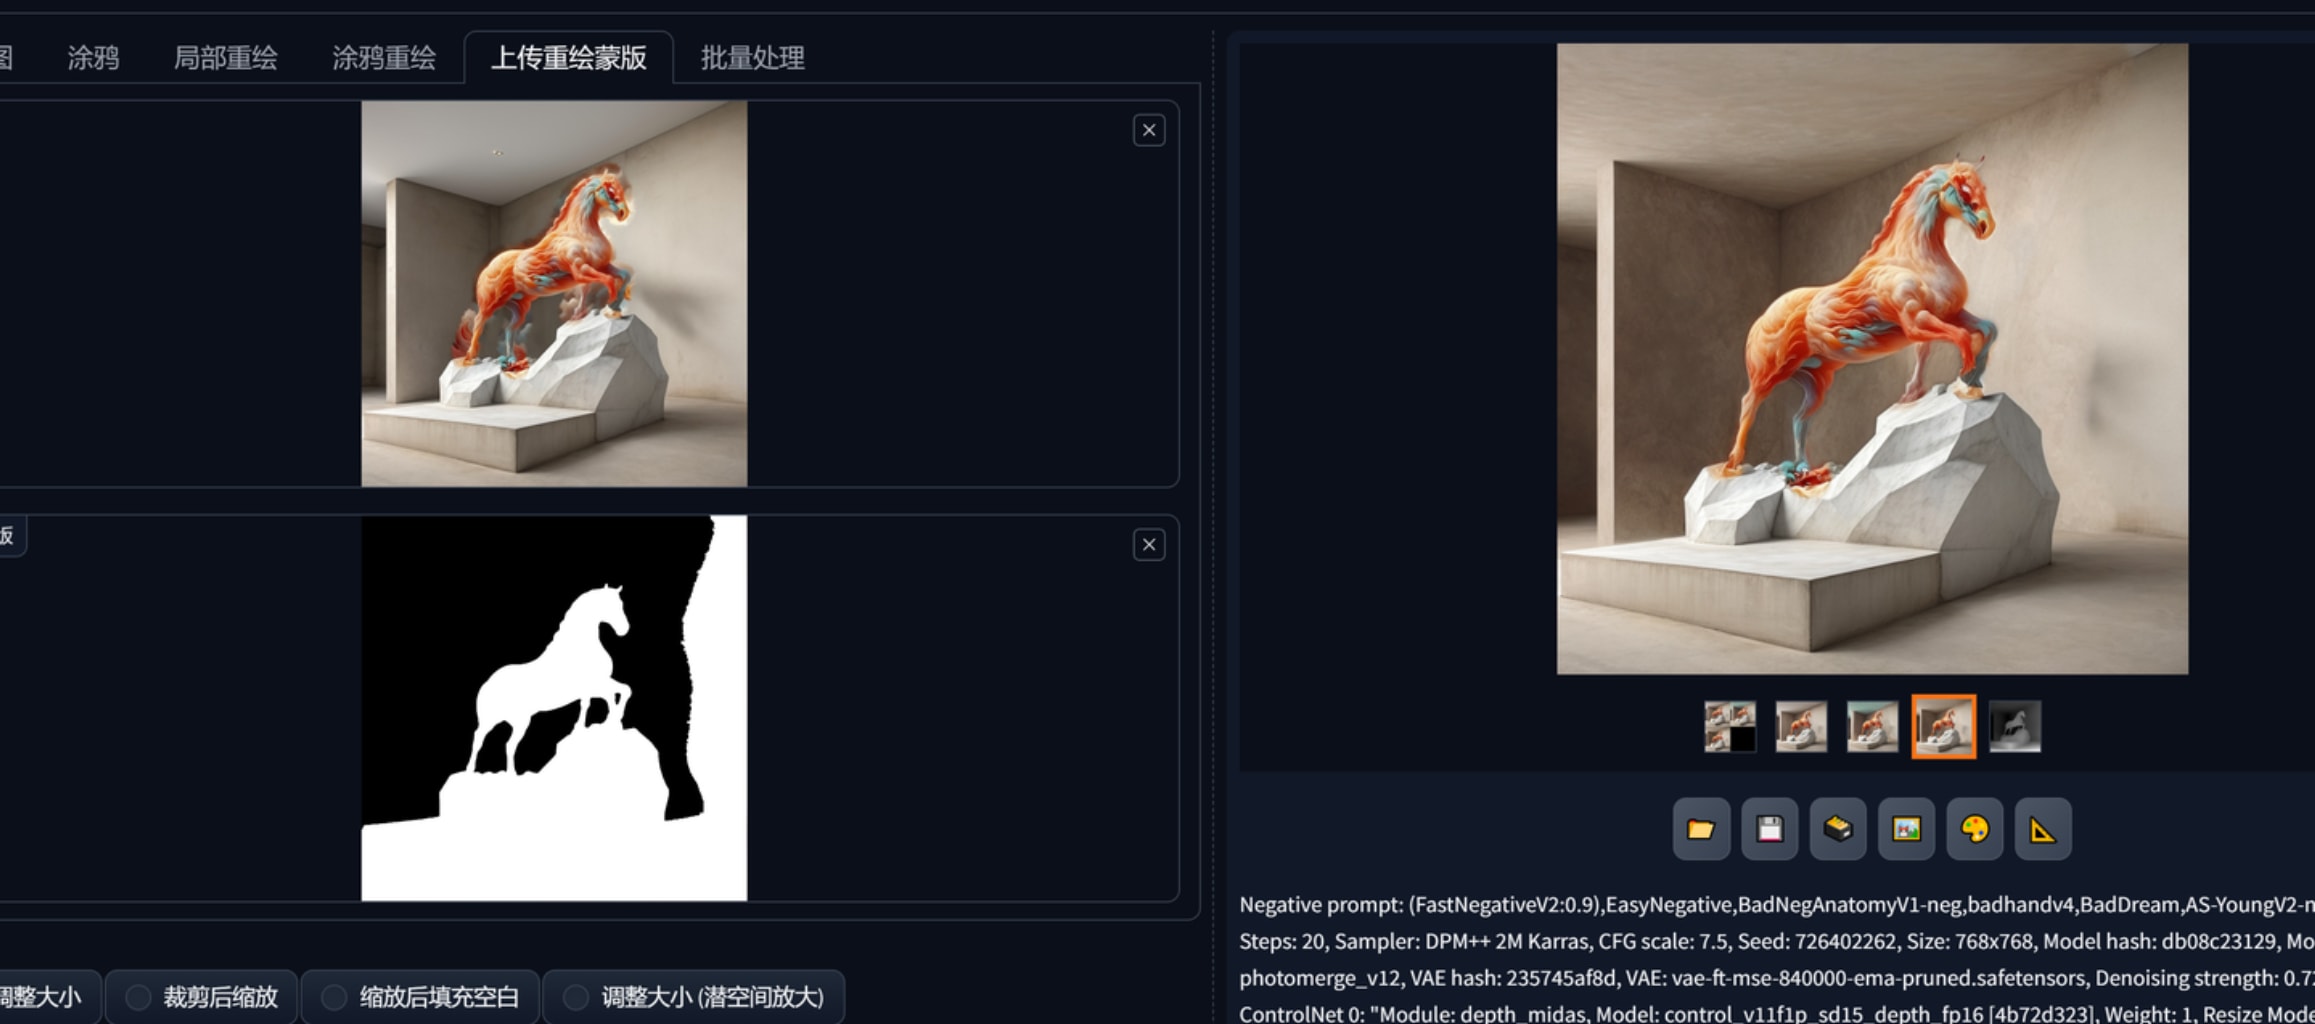 图
涂鸦
局部重绘
涂鸦重绘
上传重绘蒙版
批量处理
版
调整大小
裁剪后缩放
缩放后填充空白
调整大小 (潜空间放大)
Negative prompt: (FastNegativeV2:0.9),EasyNegative,BadNegAnatomyV1-neg,badhandv4,BadDream,AS-YoungV2-n
Steps: 20, Sampler: DPM++ 2M Karras, CFG scale: 7.5, Seed: 726402262, Size: 768x768, Model hash: db08c23129, Mo
photomerge_v12, VAE hash: 235745af8d, VAE: vae-ft-mse-840000-ema-pruned.safetensors, Denoising strength: 0.7
ControlNet 0: "Module: depth_midas, Model: control_v11f1p_sd15_depth_fp16 [4b72d323], Weight: 1, Resize Mode